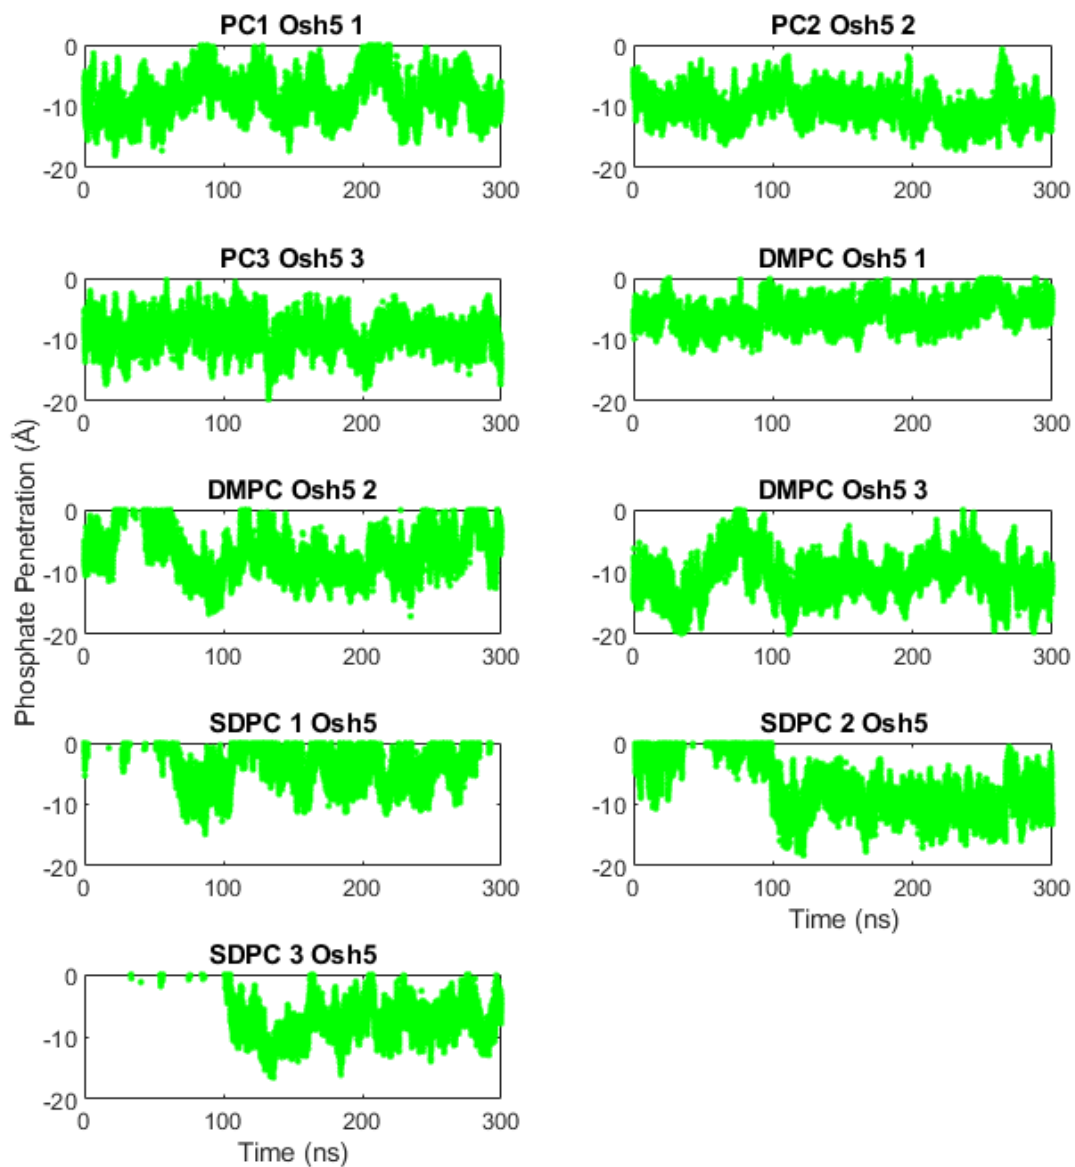 PC1 Osh5 1
0
-10
-20
0 100 200 300
PC2 Osh5 2
0
-10
-20
0 100 200 300
PC3 Osh5 3
0
-10
-20
0 100 200 300
DMPC Osh5 1
0
-10
-20
0 100 200 300
Phosphate Penetration (Å)
DMPC Osh5 2
0
-10
-20
0 100 200 300
DMPC Osh5 3
0
-10
-20
0 100 200 300
SDPC 1 Osh5
0
-10
-20
0 100 200 300
SDPC 2 Osh5
0
-10
-20
0 100 200 300
Time (ns)
SDPC 3 Osh5
0
-10
-20
0 100 200 300
Time (ns)